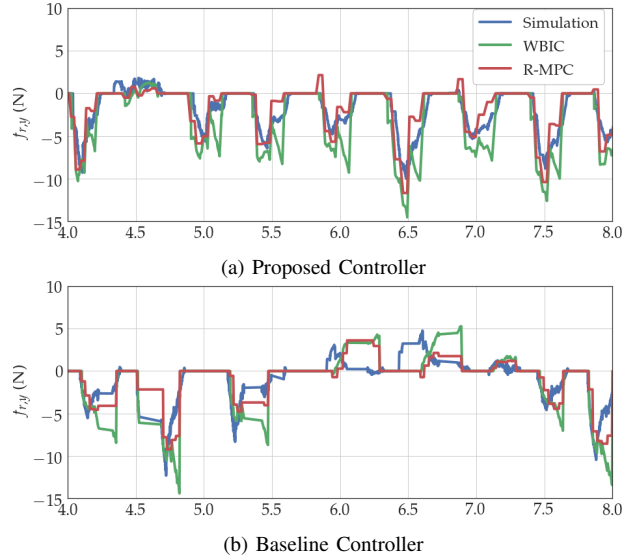 10
5
0
−5
−10
−15
f_{r,y} (N)
Simulation
WBIC
R-MPC
4.0 4.5 5.0 5.5 6.0 6.5 7.0 7.5 8.0
(a) Proposed Controller
10
5
0
−5
−10
−15
f_{r,y} (N)
4.0 4.5 5.0 5.5 6.0 6.5 7.0 7.5 8.0
(b) Baseline Controller